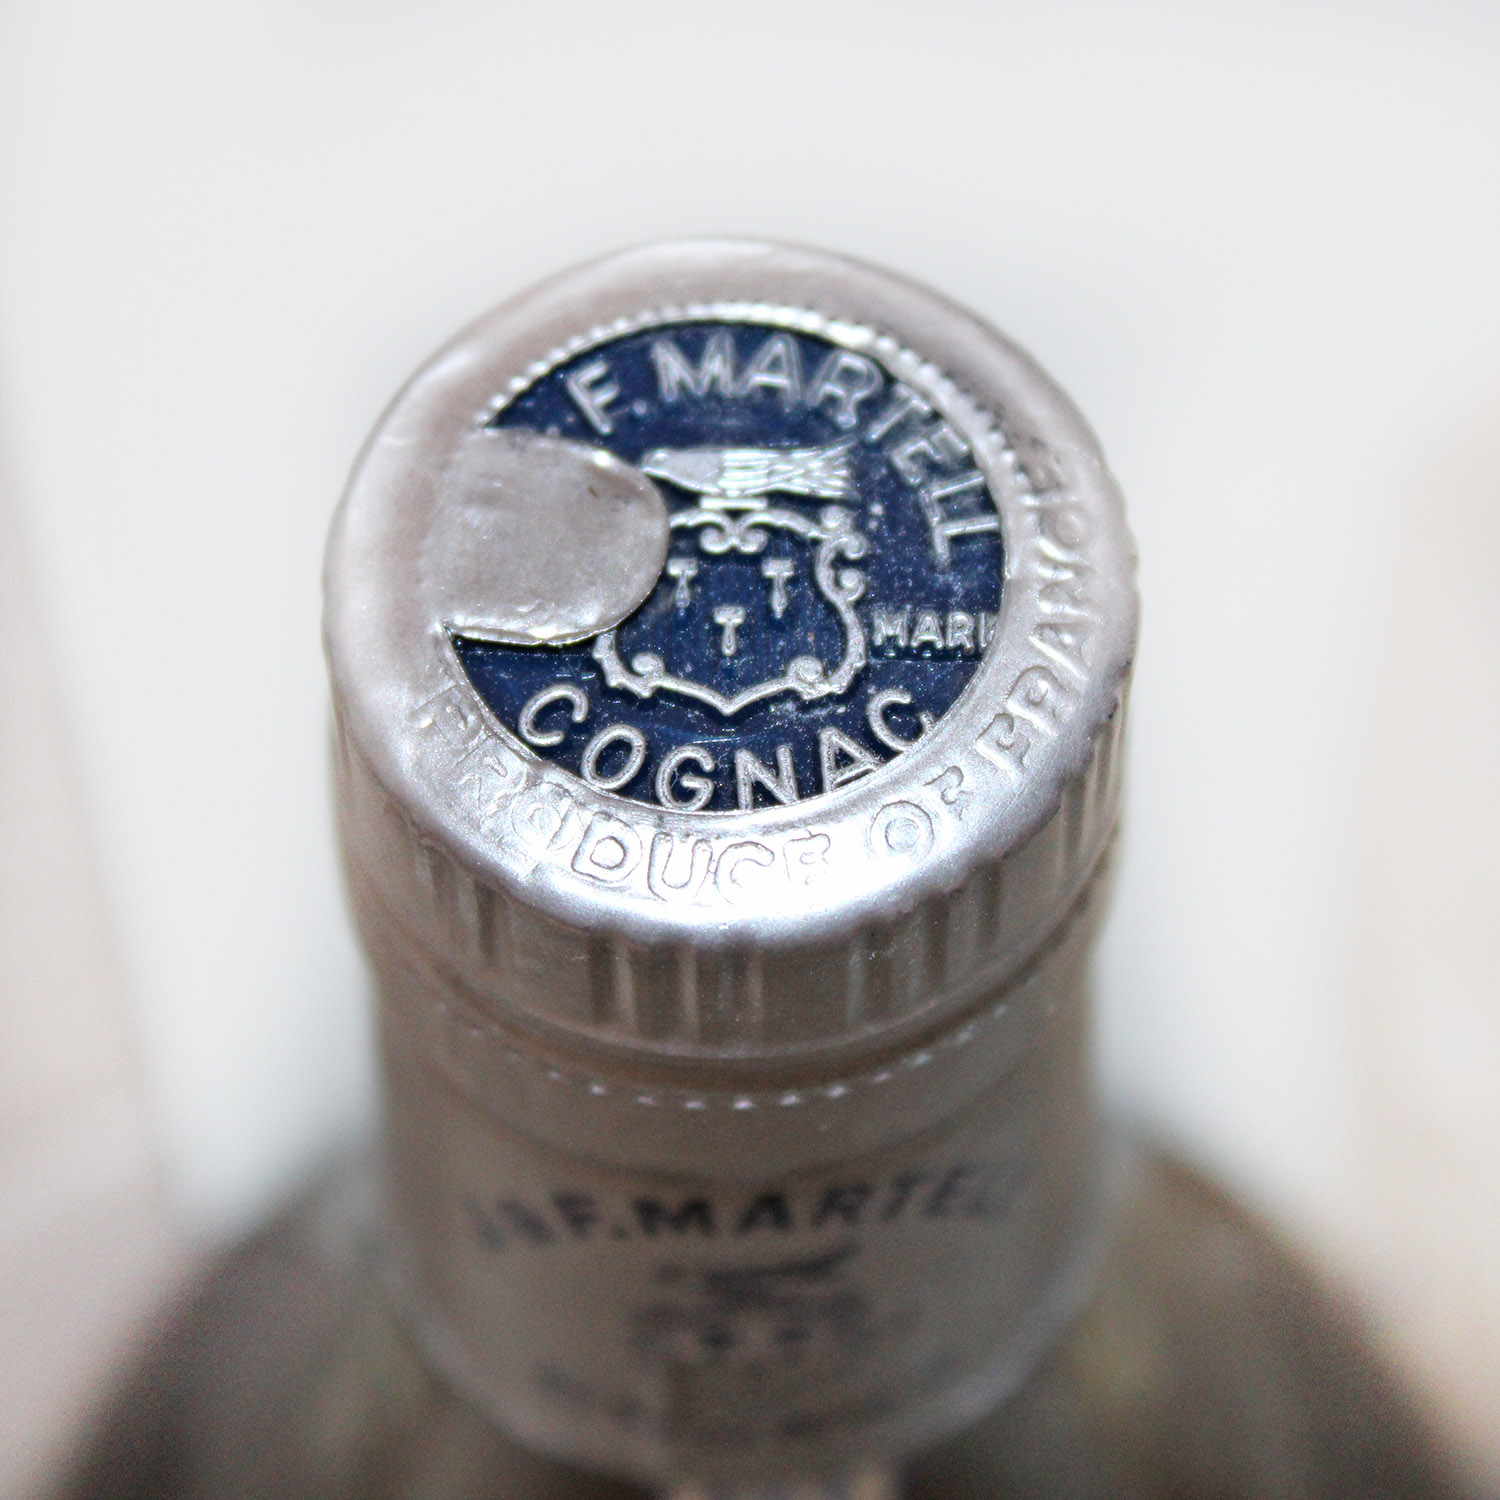 F. MARTELL
MARK
COGNAC
PRODUCE OF FRANCE
J&F. MARTELL